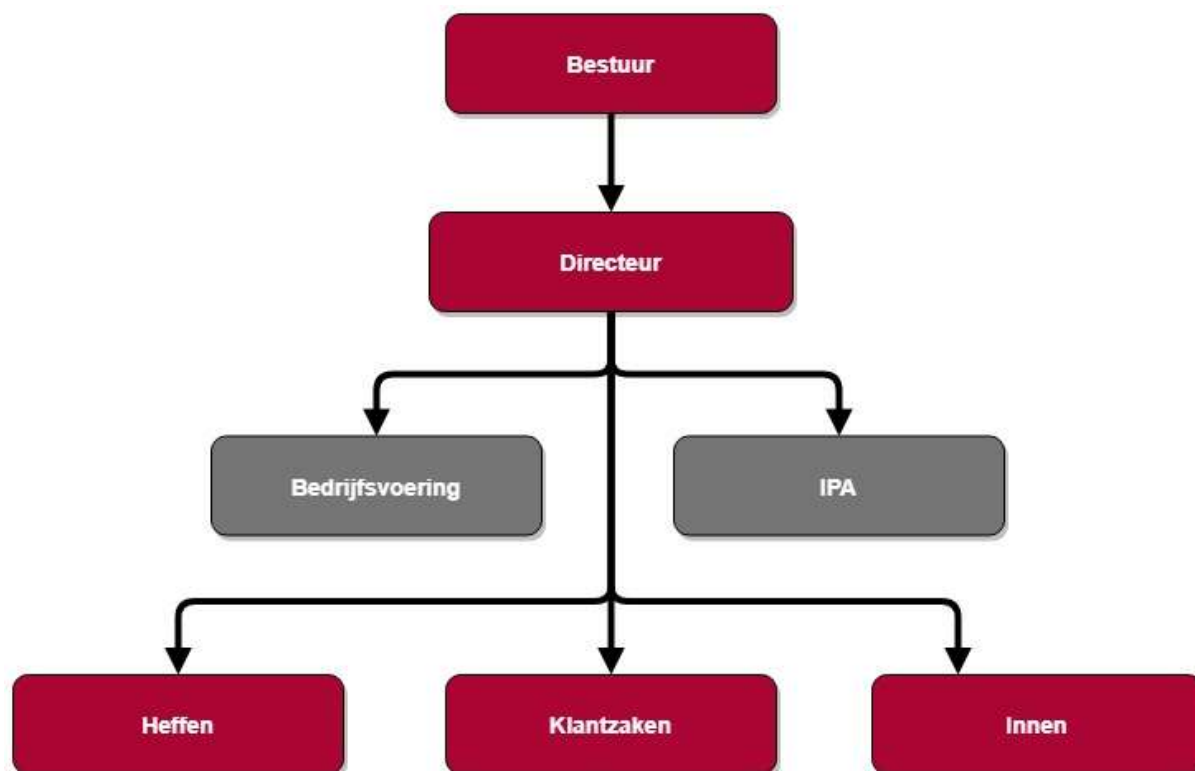 Bestuur
Directeur
Bedrijfsvoering
IPA
Heffen
Klantzaken
Innen